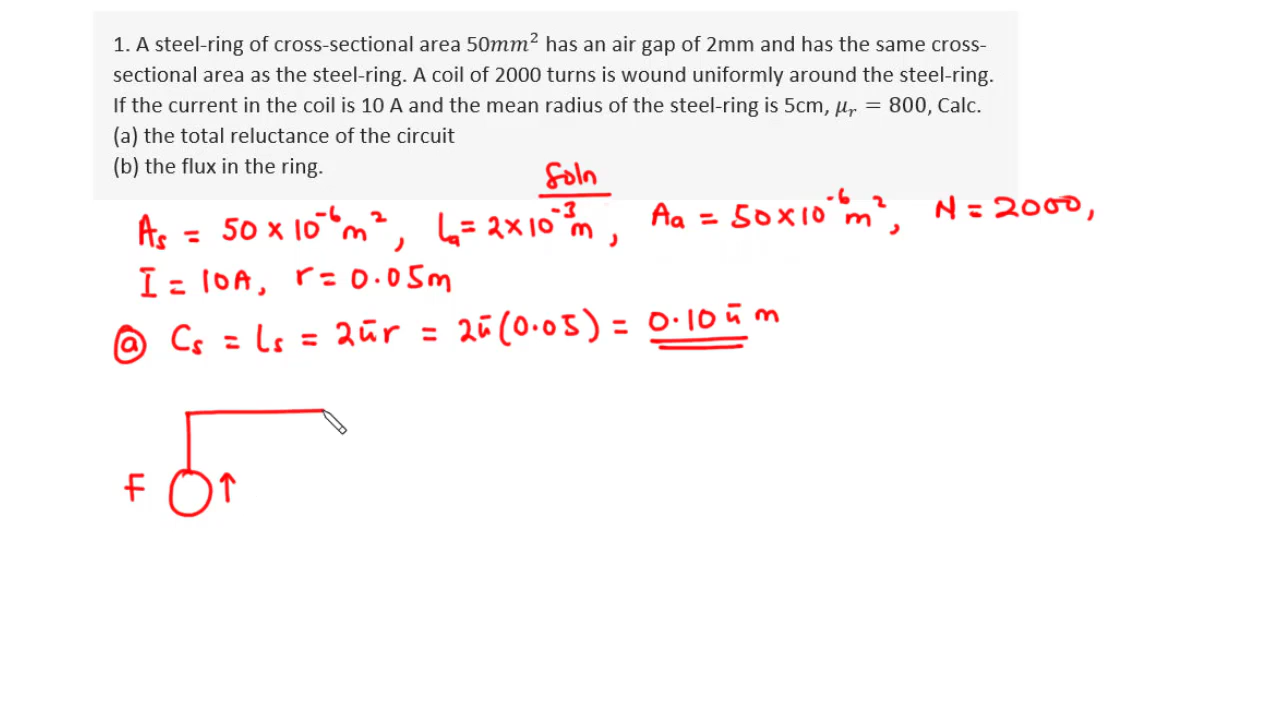 1. A steel-ring of cross-sectional area 50mm² has an air gap of 2mm and has the same cross-
sectional area as the steel-ring. A coil of 2000 turns is wound uniformly around the steel-ring.
If the current in the coil is 10 A and the mean radius of the steel-ring is 5cm, μᵣ = 800, Calc.
(a) the total reluctance of the circuit
(b) the flux in the ring.
Soln
As = 50 × 10⁻⁶ m², La = 2×10⁻³ m, Aa = 50×10⁻⁶ m², N = 2000,
I = 10A, r = 0.05m
(a) Cs = Ls = 2πr = 2π(0.05) = 0.10π m
F ↑